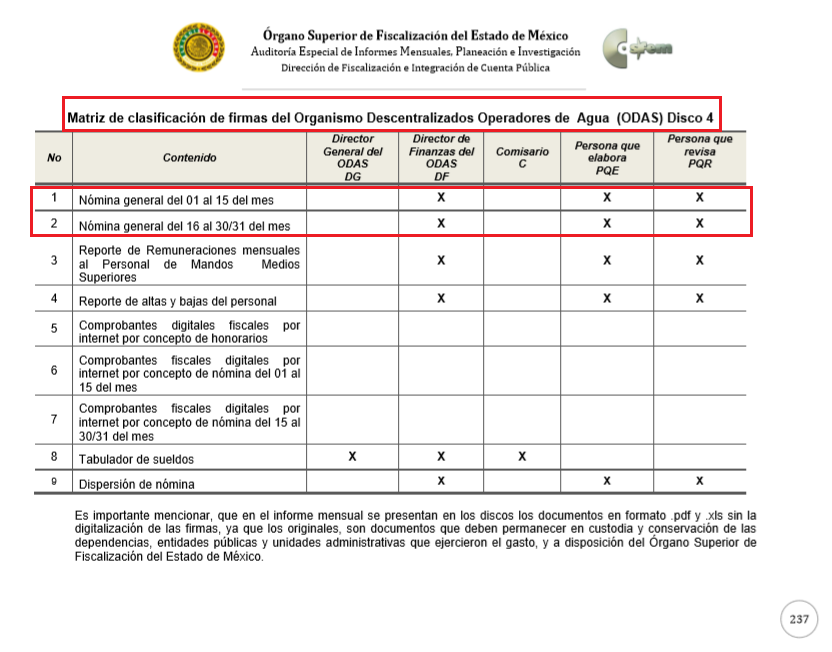 Órgano Superior de Fiscalización del Estado de México
Auditoría Especial de Informes Mensuales, Planeación e Investigación
Dirección de Fiscalización e Integración de Cuenta Pública
osfem
Matriz de clasificación de firmas del Organismo Descentralizados Operadores de Agua (ODAS) Disco 4
No
Contenido
Director
General del
ODAS
DG
Director de
Finanzas del
ODAS
DF
Comisario
C
Persona que
elabora
PQE
Persona que
revisa
PQR
1 Nómina general del 01 al 15 del mes X X X
2 Nómina general del 16 al 30/31 del mes X X X
3 Reporte de Remuneraciones mensuales
al Personal de Mandos Medios
Superiores
X X X
4 Reporte de altas y bajas del personal X X X
5 Comprobantes digitales fiscales por
internet por concepto de honorarios
6 Comprobantes fiscales digitales por
internet por concepto de nómina del 01 al
15 del mes
7 Comprobantes fiscales digitales por
internet por concepto de nómina del 15 al
30/31 del mes
8 Tabulador de sueldos X X X
9 Dispersión de nómina X X X
Es importante mencionar, que en el informe mensual se presentan en los discos los documentos en formato .pdf y .xls sin la
digitalización de las firmas, ya que los originales, son documentos que deben permanecer en custodia y conservación de las
dependencias, entidades públicas y unidades administrativas que ejercieron el gasto, y a disposición del Órgano Superior de
Fiscalización del Estado de México.
237